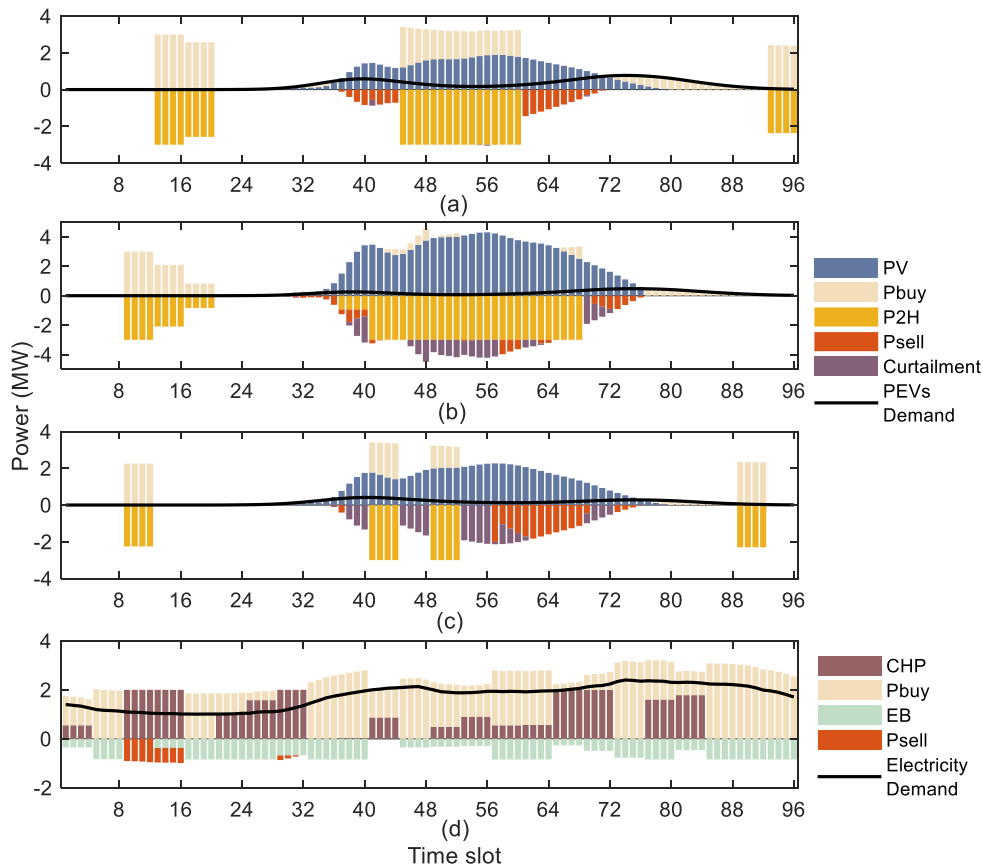 4
2
0
-2
-4
8 16 24 32 40 48 56 64 72 80 88 96
(a)
4
2
0
-2
-4
8 16 24 32 40 48 56 64 72 80 88 96
(b)
PV
Pbuy
P2H
Psell
Curtailment
PEVs
Demand
Power (MW)
4
2
0
-2
-4
8 16 24 32 40 48 56 64 72 80 88 96
(c)
4
2
0
-2
8 16 24 32 40 48 56 64 72 80 88 96
(d)
CHP
Pbuy
EB
Psell
Electricity
Demand
Time slot